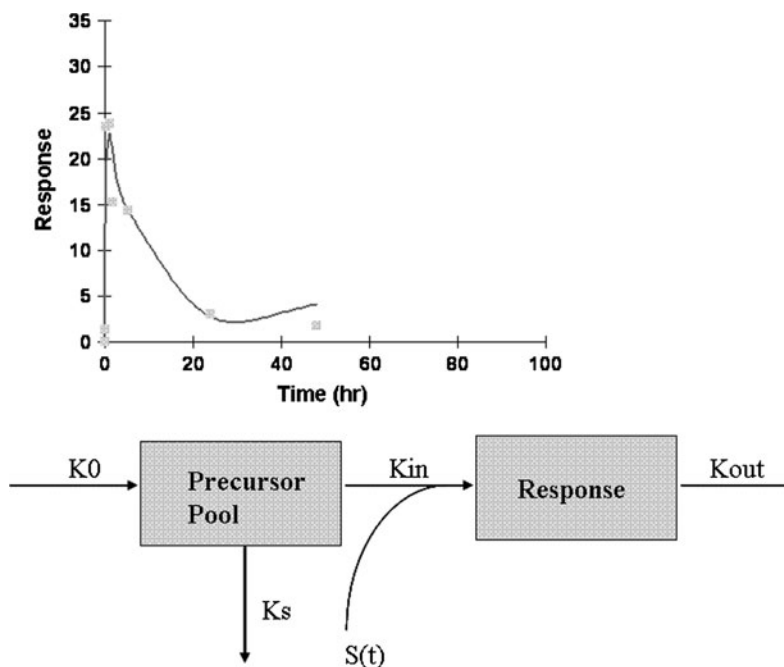 35
30
25
20
15
10
5
0
Response
0 20 40 60 80 100
Time (hr)
K0
Precursor
Pool
Kin
Response
Kout
Ks
S(t)